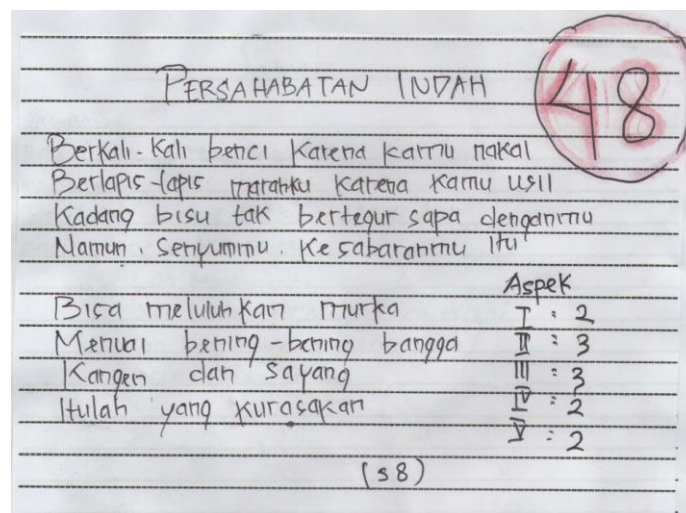 PERSAHABATAN INDAH
48
Berkali-kali benci karena kamu nakal
Berlapis-lapis marahku karena kamu usil
Kadang bisu tak bertegur sapa denganmu
Namun, senyummu, kesabaranmu itu
Bisa meluluhkan murka
Menuai bening-bening bangga
Kangen dan sayang
Itulah yang kurasakan
Aspek
I : 2
II : 3
III : 3
IV : 2
V : 2
(S8)